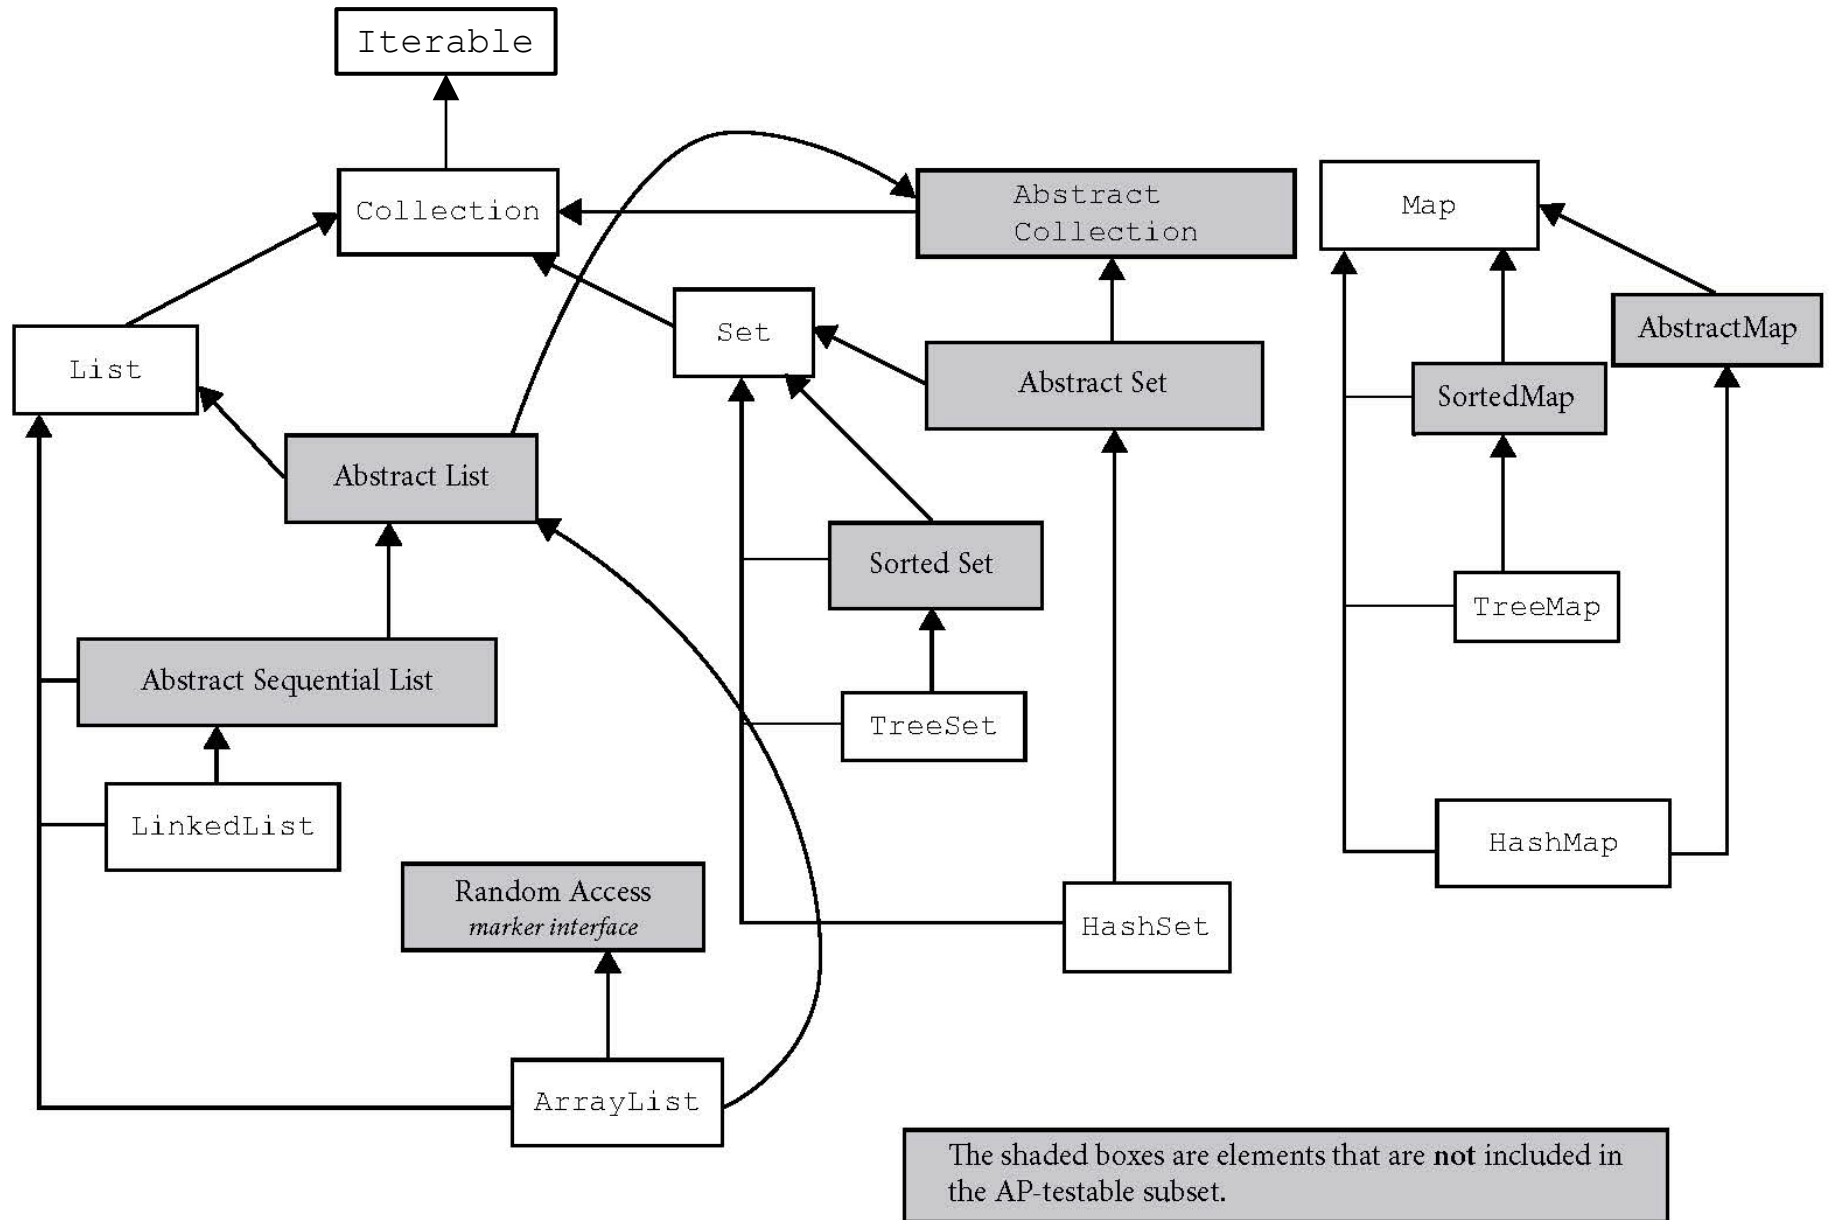 Iterable
Collection
Abstract
Collection
Map
Set
List
AbstractMap
Abstract Set
SortedMap
Abstract List
Sorted Set
TreeMap
Abstract Sequential List
TreeSet
LinkedList
HashMap
Random Access
marker interface
HashSet
ArrayList
The shaded boxes are elements that are not included in
the AP-testable subset.